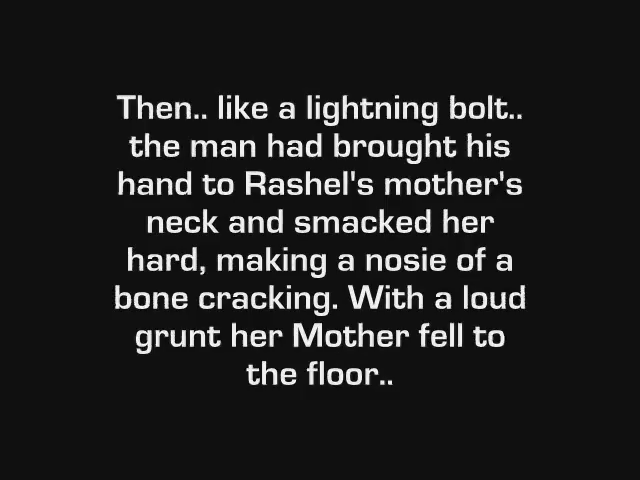 Then.. like a lightning bolt..
the man had brought his
hand to Rashel's mother's
neck and smacked her
hard, making a nosie of a
bone cracking. With a loud
grunt her Mother fell to
the floor..